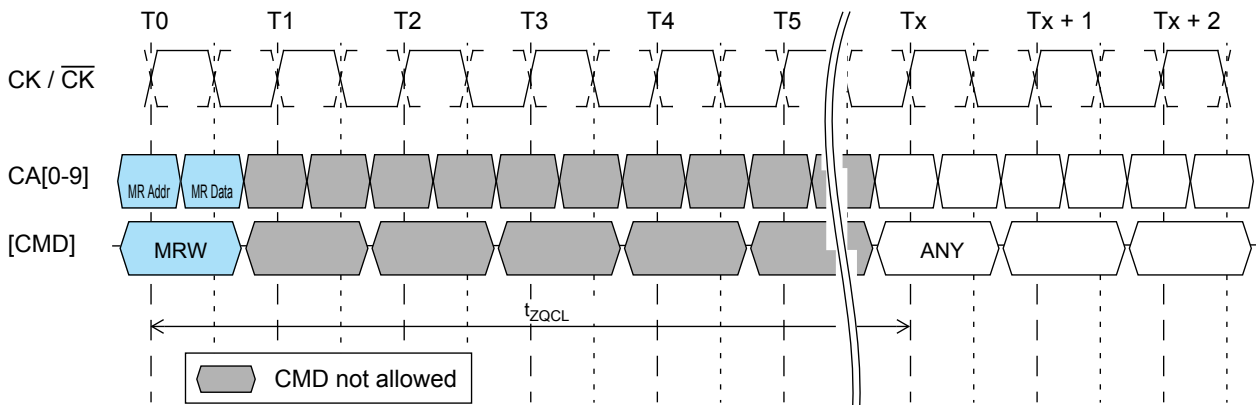 T0 T1 T2 T3 T4 T5 Tx Tx + 1 Tx + 2
CK / C̅K̅
CA[0-9] MR Addr MR Data
[CMD] MRW ANY
tZQCL
CMD not allowed